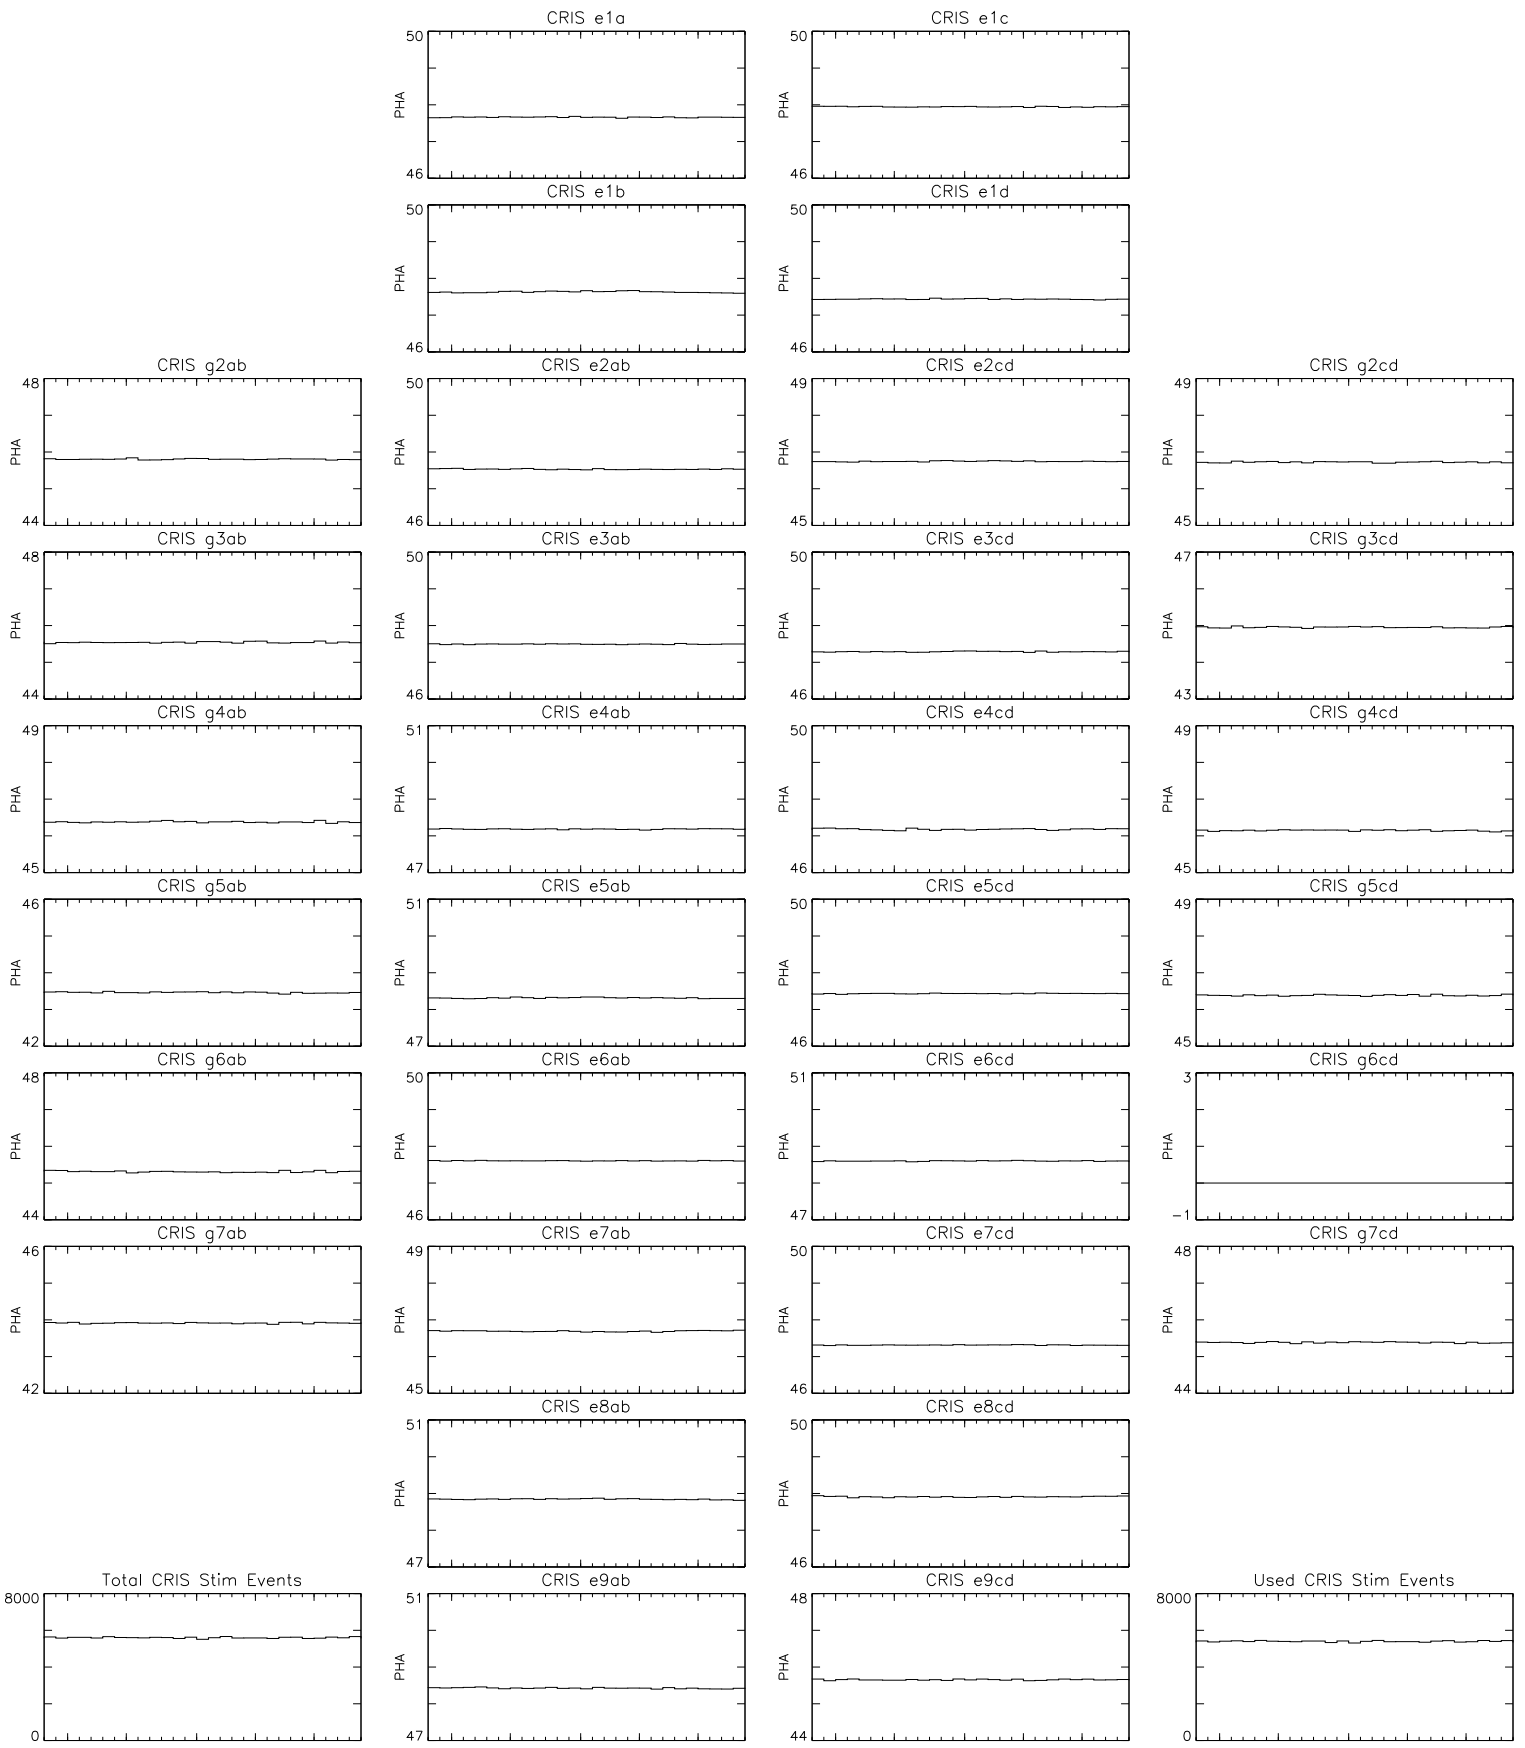 CRIS e1a
50
PHA
46
CRIS e1c
50
PHA
46
CRIS e1b
50
PHA
46
CRIS e1d
50
PHA
46
CRIS g2ab
48
PHA
44
CRIS e2ab
50
PHA
46
CRIS e2cd
49
PHA
45
CRIS g2cd
49
PHA
45
CRIS g3ab
48
PHA
44
CRIS e3ab
50
PHA
46
CRIS e3cd
50
PHA
46
CRIS g3cd
47
PHA
43
CRIS g4ab
49
PHA
45
CRIS e4ab
51
PHA
47
CRIS e4cd
50
PHA
46
CRIS g4cd
49
PHA
45
CRIS g5ab
46
PHA
42
CRIS e5ab
51
PHA
47
CRIS e5cd
50
PHA
46
CRIS g5cd
49
PHA
45
CRIS g6ab
48
PHA
44
CRIS e6ab
50
PHA
46
CRIS e6cd
51
PHA
47
CRIS g6cd
3
PHA
-1
CRIS g7ab
46
PHA
42
CRIS e7ab
49
PHA
45
CRIS e7cd
50
PHA
46
CRIS g7cd
48
PHA
44
CRIS e8ab
51
PHA
47
CRIS e8cd
50
PHA
46
Total CRIS Stim Events
8000
0
CRIS e9ab
51
PHA
47
CRIS e9cd
48
PHA
44
Used CRIS Stim Events
8000
0